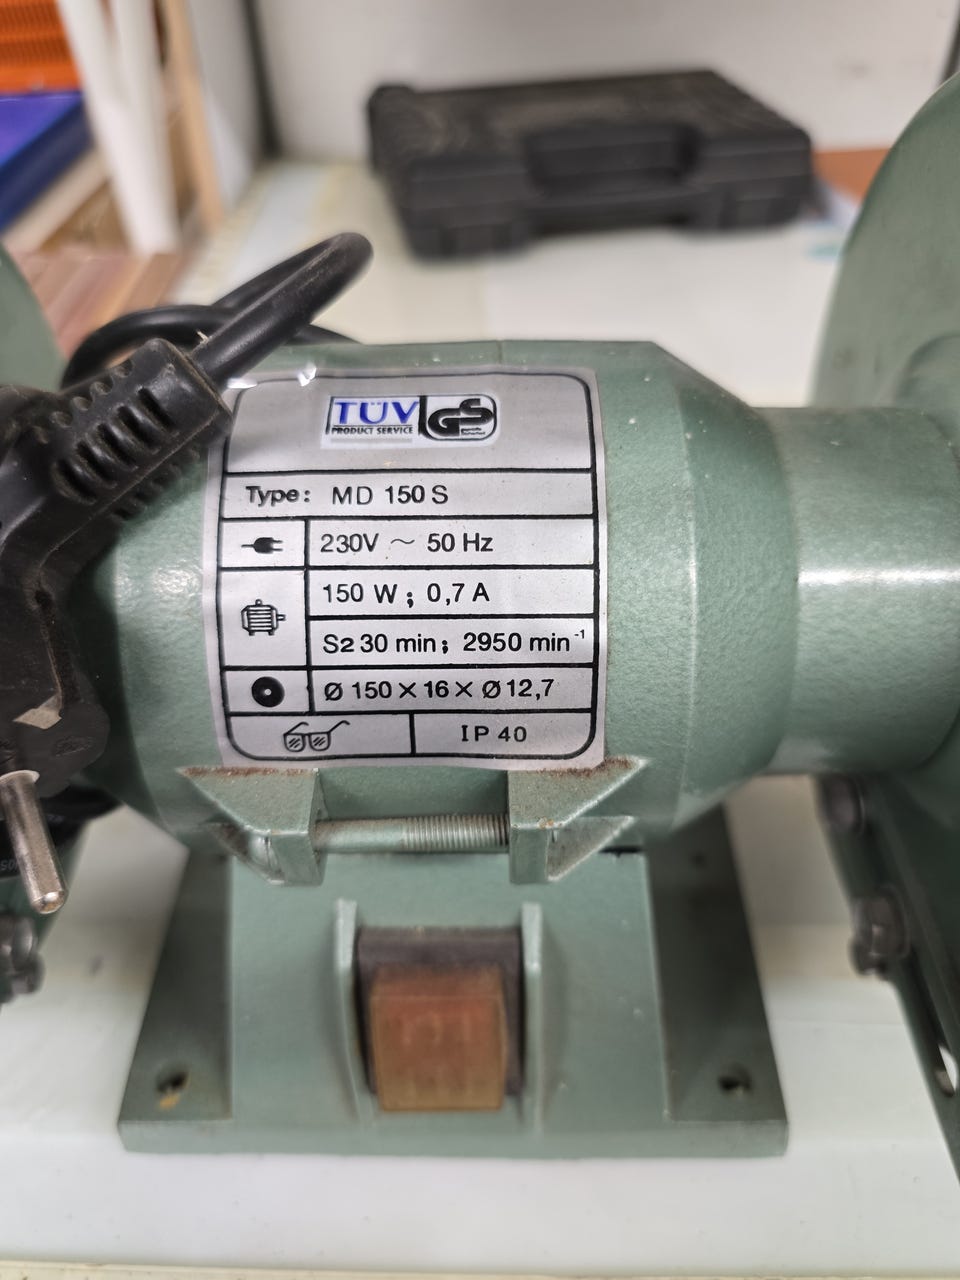 TÜV
PRODUCT SERVICE
GS
Type: MD 150 S
230V ~ 50 Hz
150 W ; 0,7 A
S2 30 min ; 2950 min⁻¹
Ø 150 × 16 × Ø 12,7
IP 40